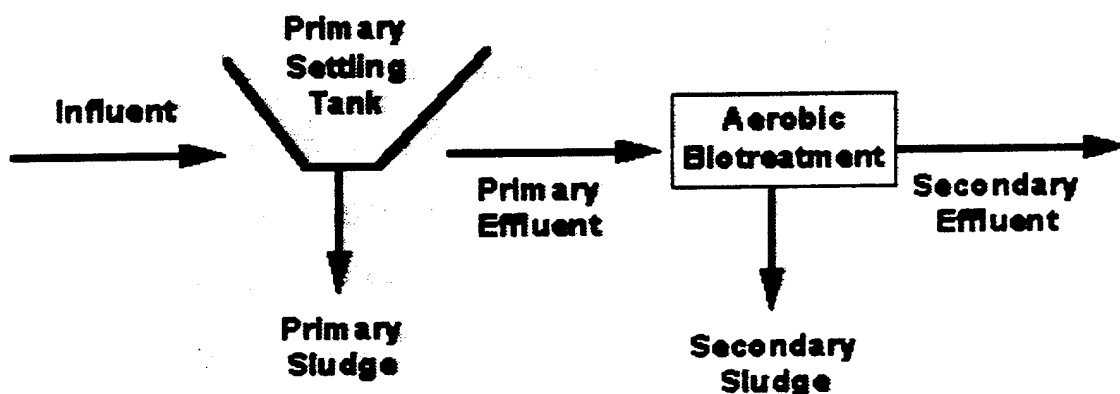 Primary
Settling
Tank
Influent
Primary
Effluent
Aerobic
Biotreatment
Secondary
Effluent
Primary
Sludge
Secondary
Sludge